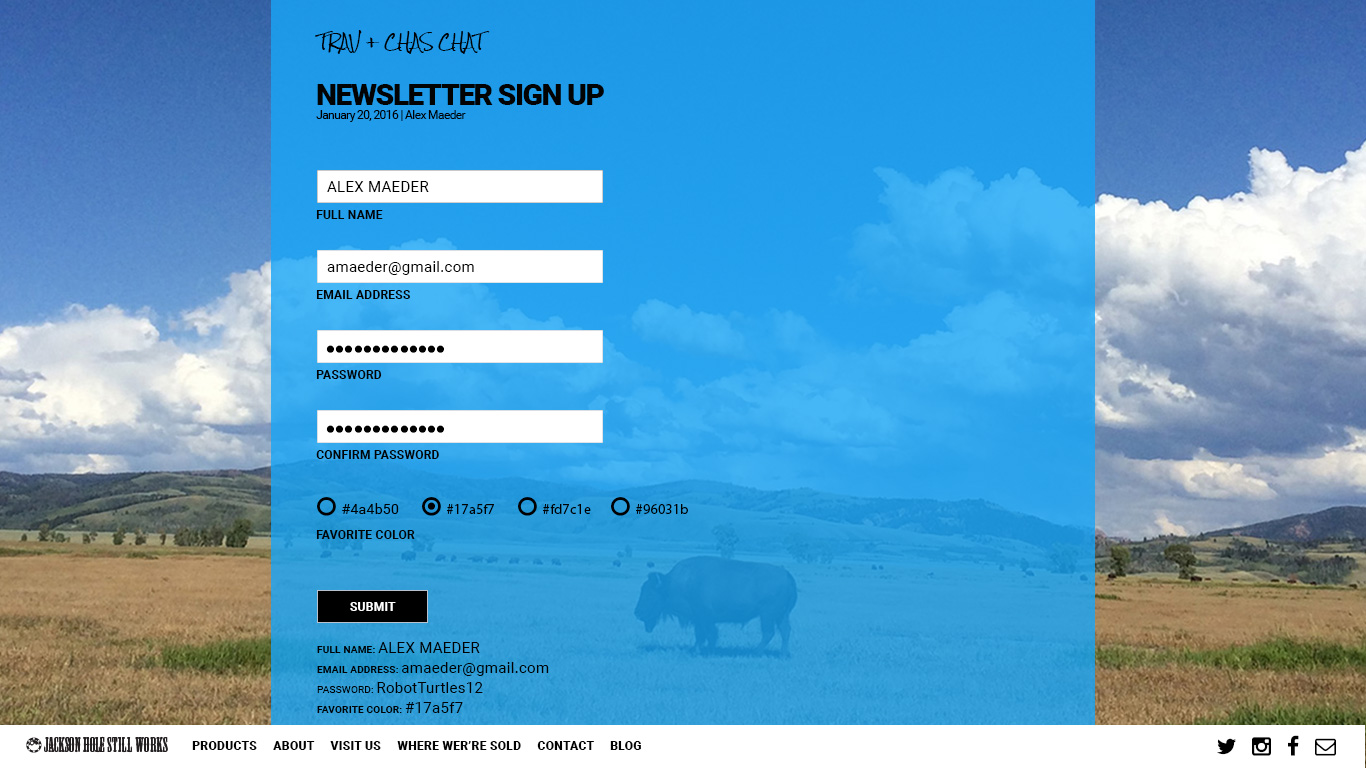 TRAV + CHAS CHAT
NEWSLETTER SIGN UP
January 20, 2016 | Alex Maeder
ALEX MAEDER
FULL NAME
amaeder@gmail.com
EMAIL ADDRESS
•••••••••••••
PASSWORD
•••••••••••••
CONFIRM PASSWORD
#4a4b50 #17a5f7 #fd7c1e #96031b
FAVORITE COLOR
SUBMIT
FULL NAME: ALEX MAEDER
EMAIL ADDRESS: amaeder@gmail.com
PASSWORD: RobotTurtles12
FAVORITE COLOR: #17a5f7
JACKSON HOLE STILL WORKS PRODUCTS ABOUT VISIT US WHERE WER'RE SOLD CONTACT BLOG